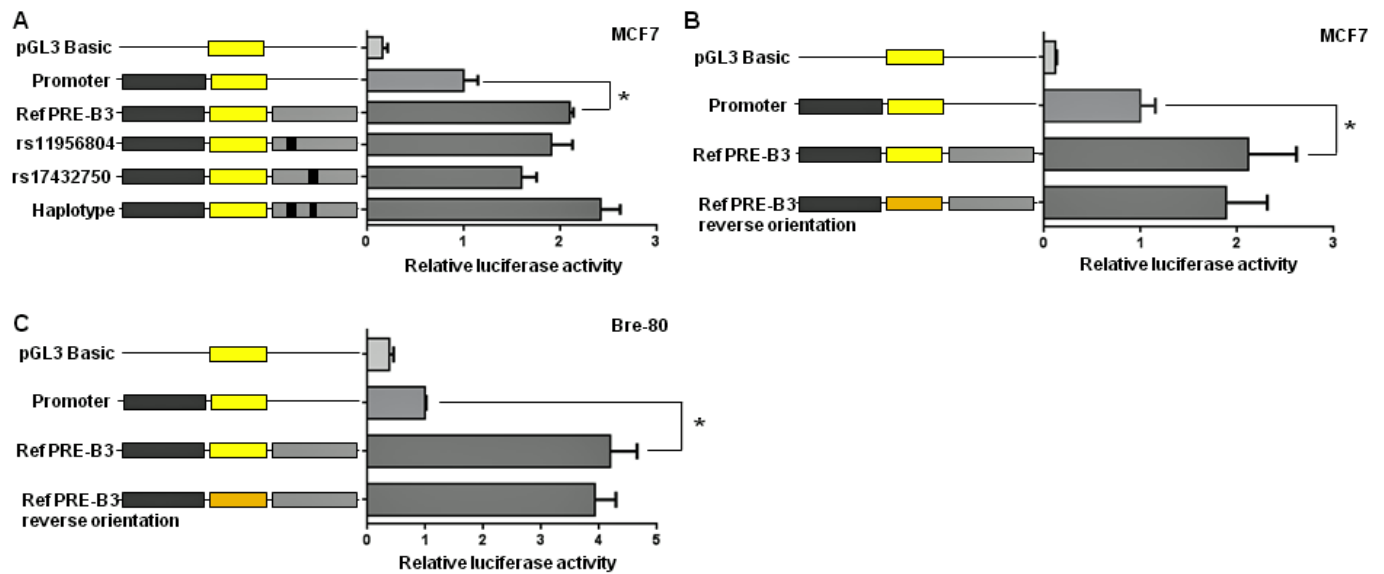 A
MCF7
pGL3 Basic
Promoter
*
Ref PRE-B3
rs11956804
rs17432750
Haplotype
0 1 2 3
Relative luciferase activity
B
MCF7
pGL3 Basic
Promoter
*
Ref PRE-B3
Ref PRE-B3
reverse orientation
0 1 2 3
Relative luciferase activity
C
Bre-80
pGL3 Basic
Promoter
*
Ref PRE-B3
Ref PRE-B3
reverse orientation
0 1 2 3 4 5
Relative luciferase activity